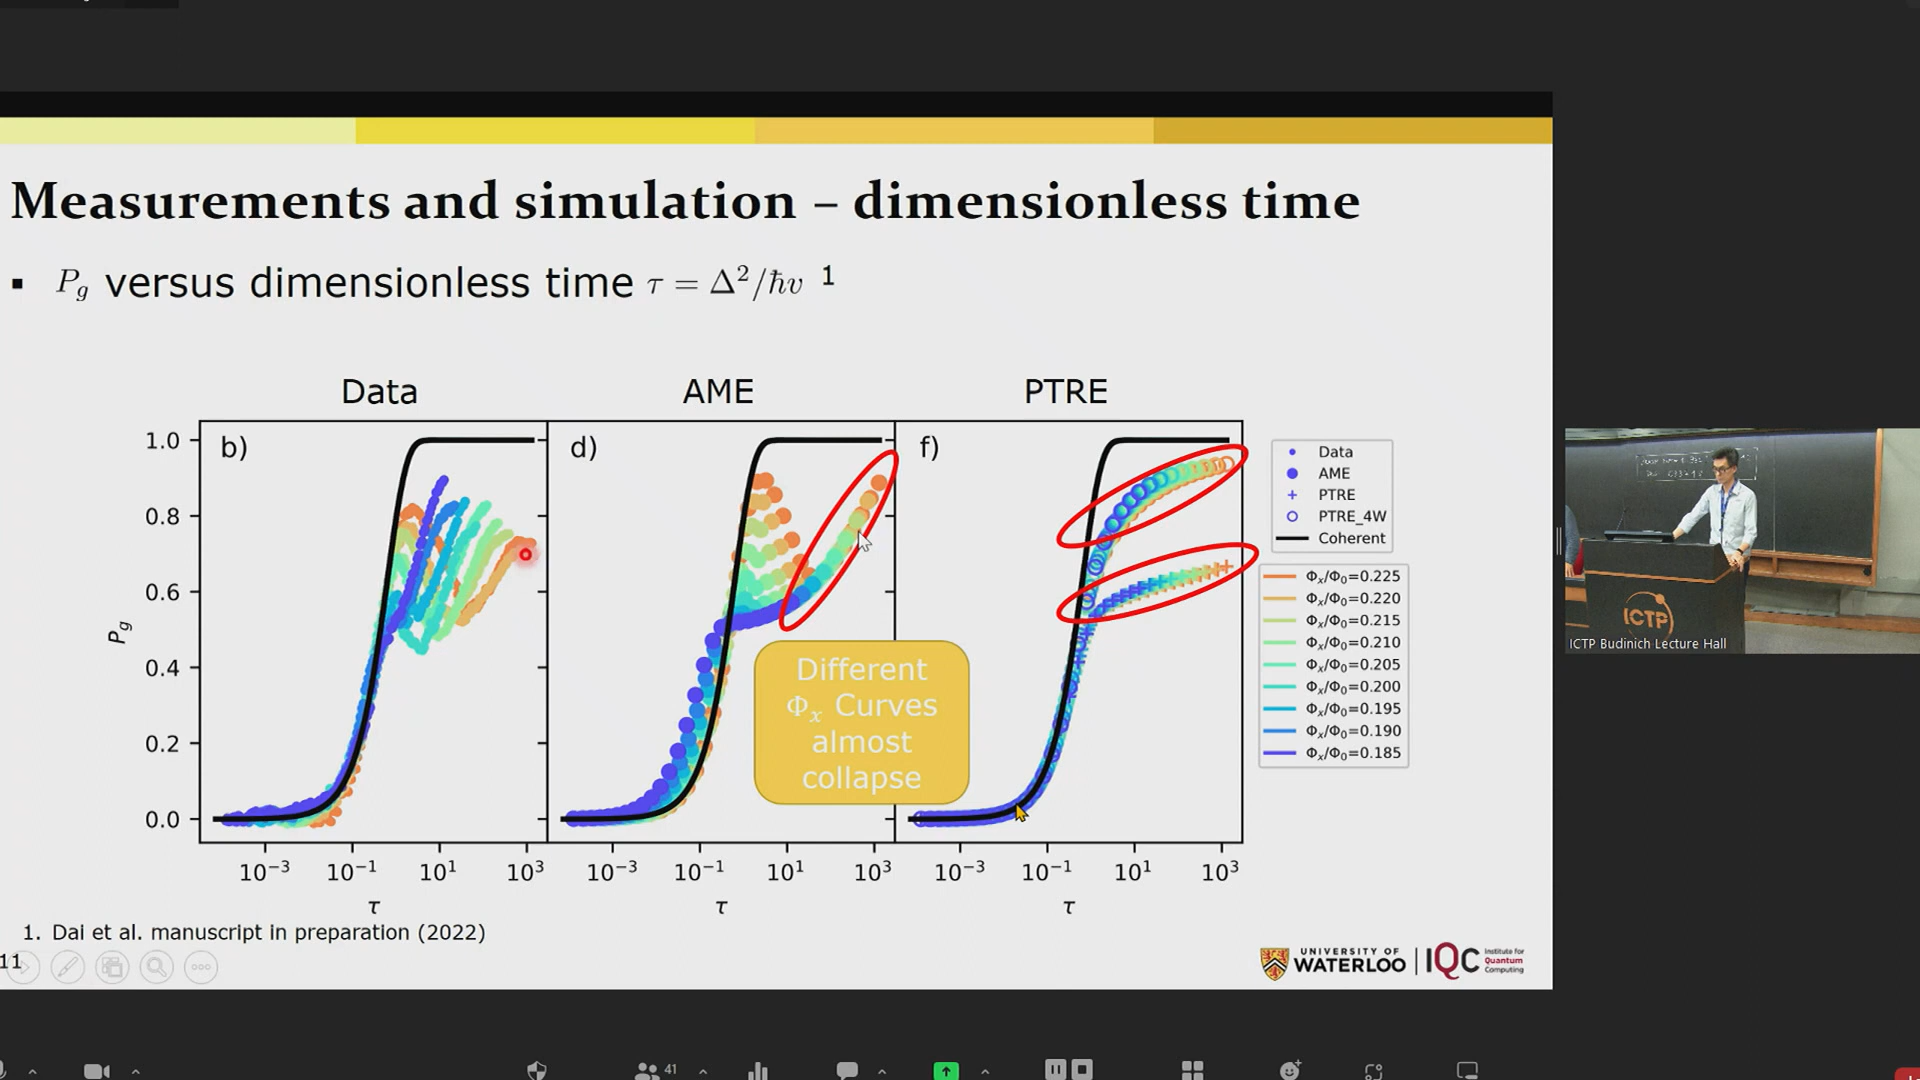 Measurements and simulation – dimensionless time
▪ P_g versus dimensionless time τ = Δ²/ħv 1
Data
AME
PTRE
b)
d)
f)
1.0
0.8
0.6
0.4
0.2
0.0
P_g
10⁻³ 10⁻¹ 10¹ 10³
10⁻³ 10⁻¹ 10¹ 10³
10⁻³ 10⁻¹ 10¹ 10³
τ
τ
τ
Different
Φₓ Curves
almost
collapse
Data
AME
PTRE
PTRE_4W
Coherent
Φₓ/Φ₀=0.225
Φₓ/Φ₀=0.220
Φₓ/Φ₀=0.215
Φₓ/Φ₀=0.210
Φₓ/Φ₀=0.205
Φₓ/Φ₀=0.200
Φₓ/Φ₀=0.195
Φₓ/Φ₀=0.190
Φₓ/Φ₀=0.185
1. Dai et al. manuscript in preparation (2022)
11
UNIVERSITY OF
WATERLOO
IQC
Institute for
Quantum
Computing
ICTP
ICTP Budinich Lecture Hall
41